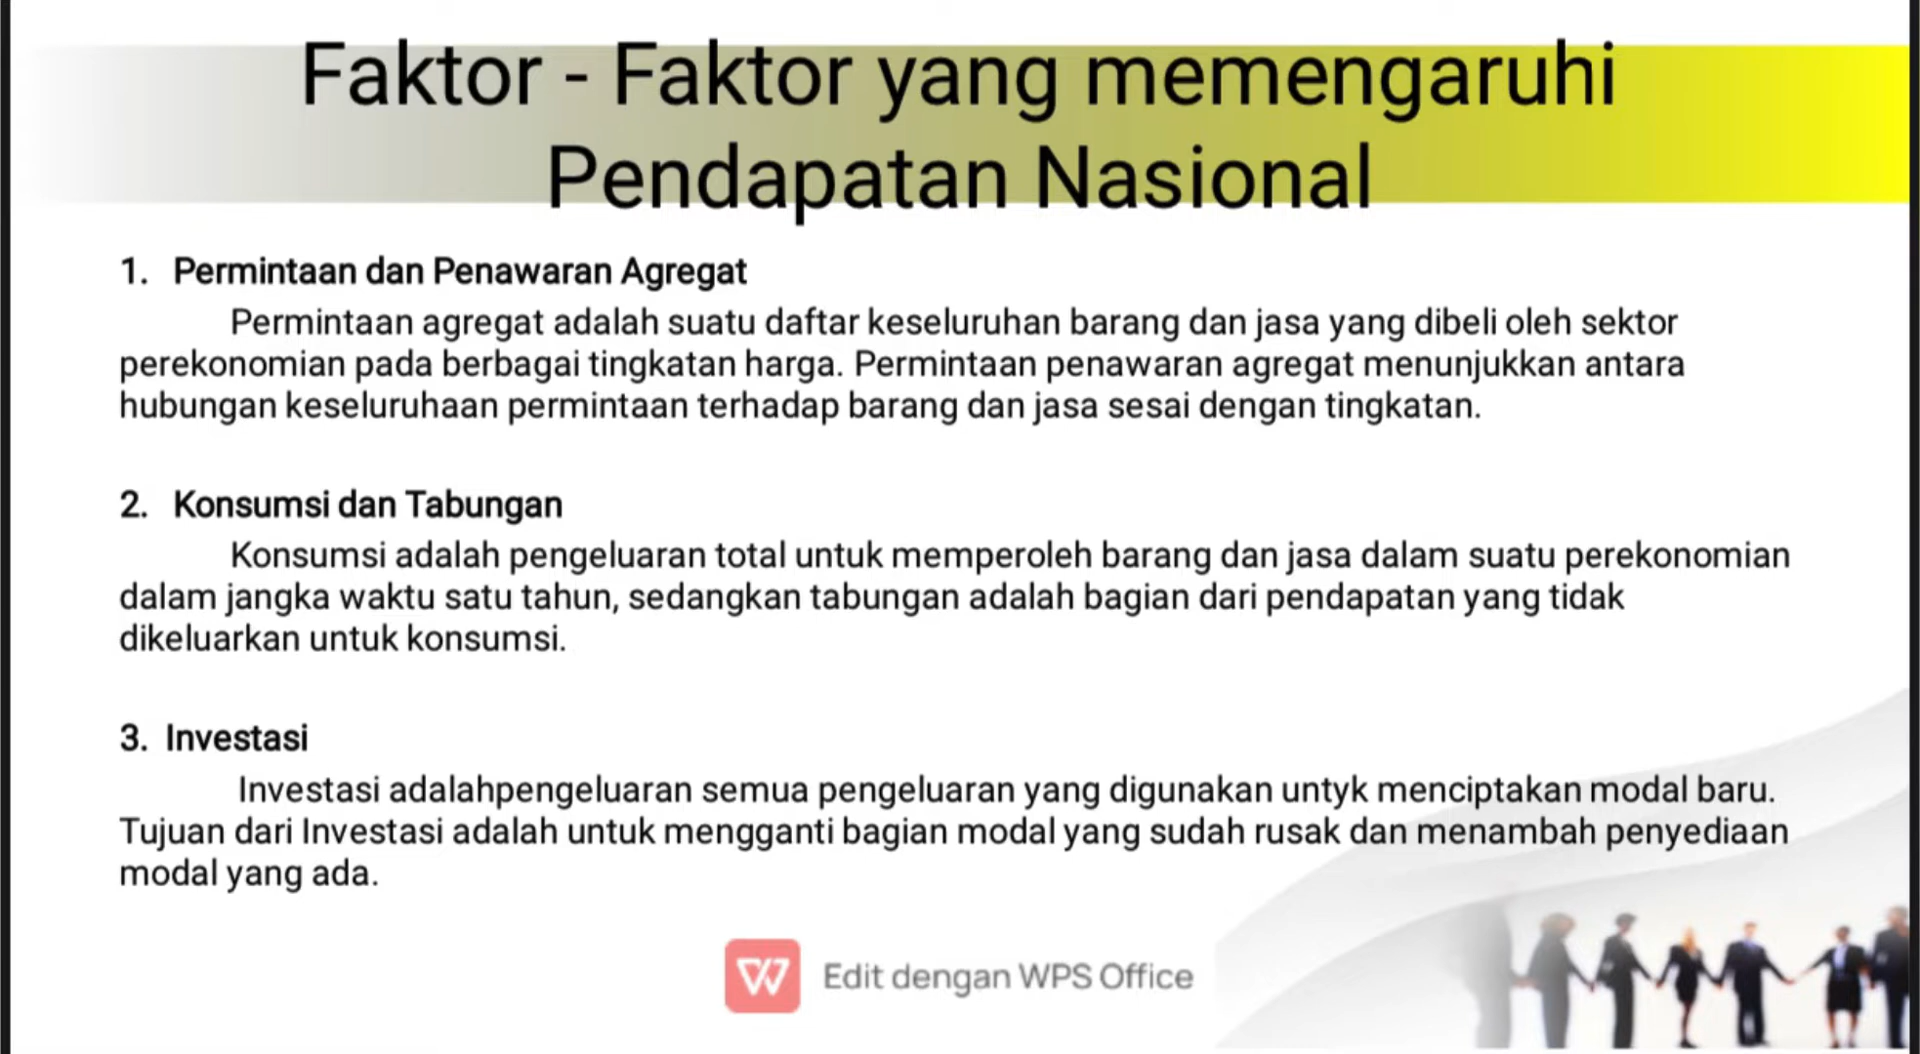 Faktor - Faktor yang memengaruhi
Pendapatan Nasional
1. Permintaan dan Penawaran Agregat
Permintaan agregat adalah suatu daftar keseluruhan barang dan jasa yang dibeli oleh sektor
perekonomian pada berbagai tingkatan harga. Permintaan penawaran agregat menunjukkan antara
hubungan keseluruhaan permintaan terhadap barang dan jasa sesai dengan tingkatan.
2. Konsumsi dan Tabungan
Konsumsi adalah pengeluaran total untuk memperoleh barang dan jasa dalam suatu perekonomian
dalam jangka waktu satu tahun, sedangkan tabungan adalah bagian dari pendapatan yang tidak
dikeluarkan untuk konsumsi.
3. Investasi
Investasi adalahpengeluaran semua pengeluaran yang digunakan untyk menciptakan modal baru.
Tujuan dari Investasi adalah untuk mengganti bagian modal yang sudah rusak dan menambah penyediaan
modal yang ada.
Edit dengan WPS Office